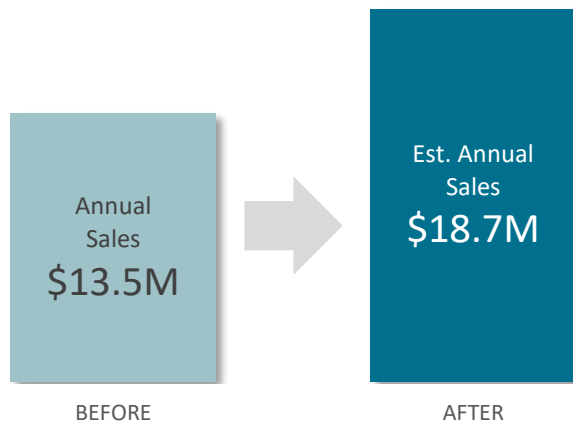 Annual
Sales
$13.5M
BEFORE
Est. Annual
Sales
$18.7M
AFTER